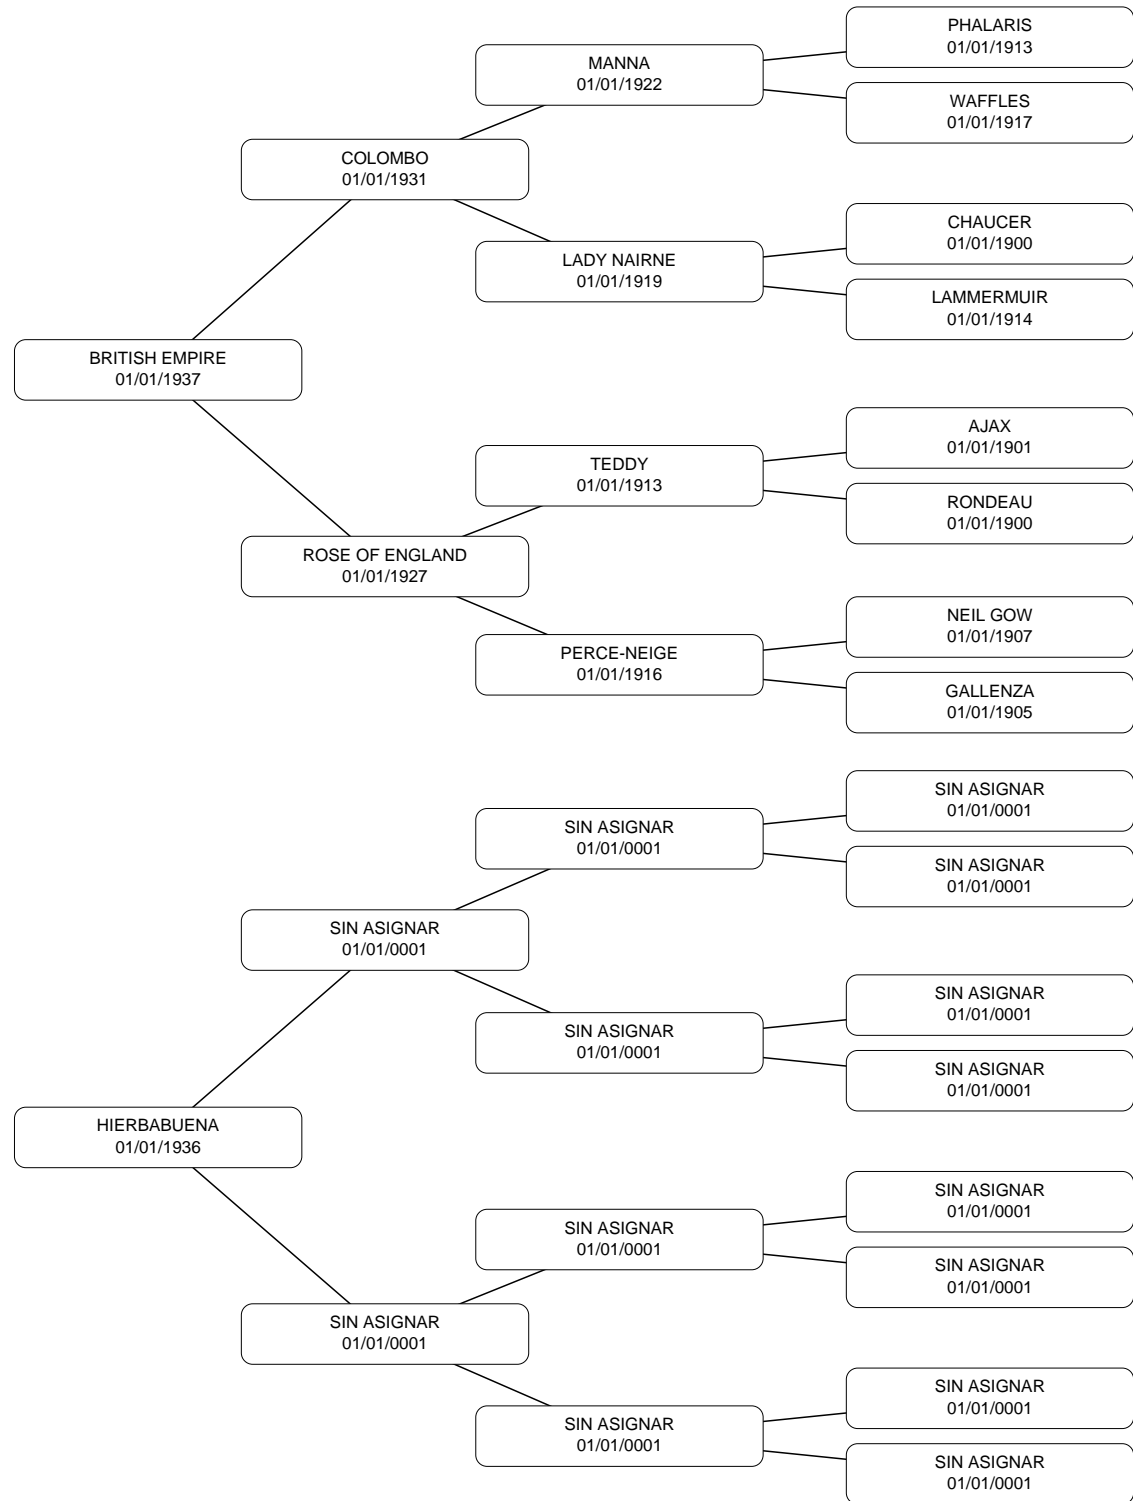 PHALARIS
01/01/1913
MANNA
01/01/1922
WAFFLES
01/01/1917
COLOMBO
01/01/1931
CHAUCER
01/01/1900
LADY NAIRNE
01/01/1919
LAMMERMUIR
01/01/1914
BRITISH EMPIRE
01/01/1937
AJAX
01/01/1901
TEDDY
01/01/1913
RONDEAU
01/01/1900
ROSE OF ENGLAND
01/01/1927
NEIL GOW
01/01/1907
PERCE-NEIGE
01/01/1916
GALLENZA
01/01/1905
SIN ASIGNAR
01/01/0001
SIN ASIGNAR
01/01/0001
SIN ASIGNAR
01/01/0001
SIN ASIGNAR
01/01/0001
SIN ASIGNAR
01/01/0001
SIN ASIGNAR
01/01/0001
SIN ASIGNAR
01/01/0001
HIERBABUENA
01/01/1936
SIN ASIGNAR
01/01/0001
SIN ASIGNAR
01/01/0001
SIN ASIGNAR
01/01/0001
SIN ASIGNAR
01/01/0001
SIN ASIGNAR
01/01/0001
SIN ASIGNAR
01/01/0001
SIN ASIGNAR
01/01/0001